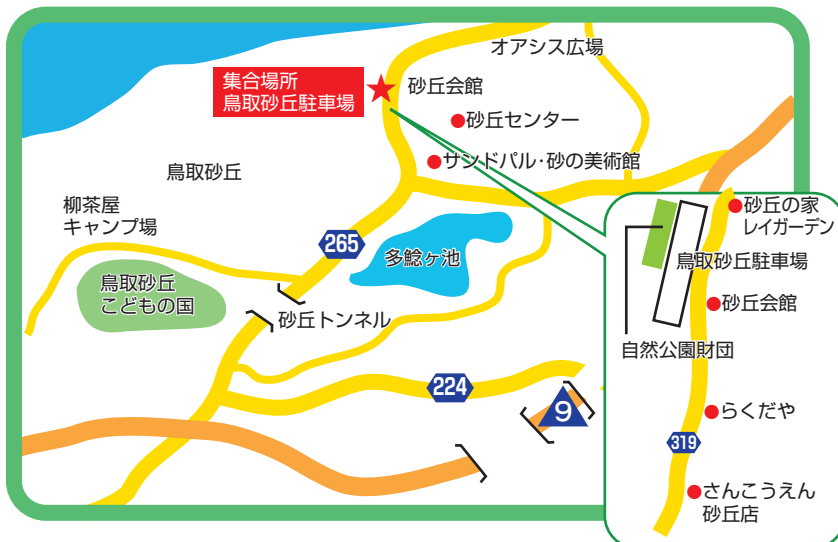 オアシス広場
集合場所
鳥取砂丘駐車場
砂丘会館
砂丘センター
サンドパル・砂の美術館
鳥取砂丘
柳茶屋
キャンプ場
265
多鯰ヶ池
鳥取砂丘
こどもの国
砂丘トンネル
224
9
砂丘の家
レイガーデン
鳥取砂丘駐車場
砂丘会館
自然公園財団
らくだや
319
さんこうえん
砂丘店